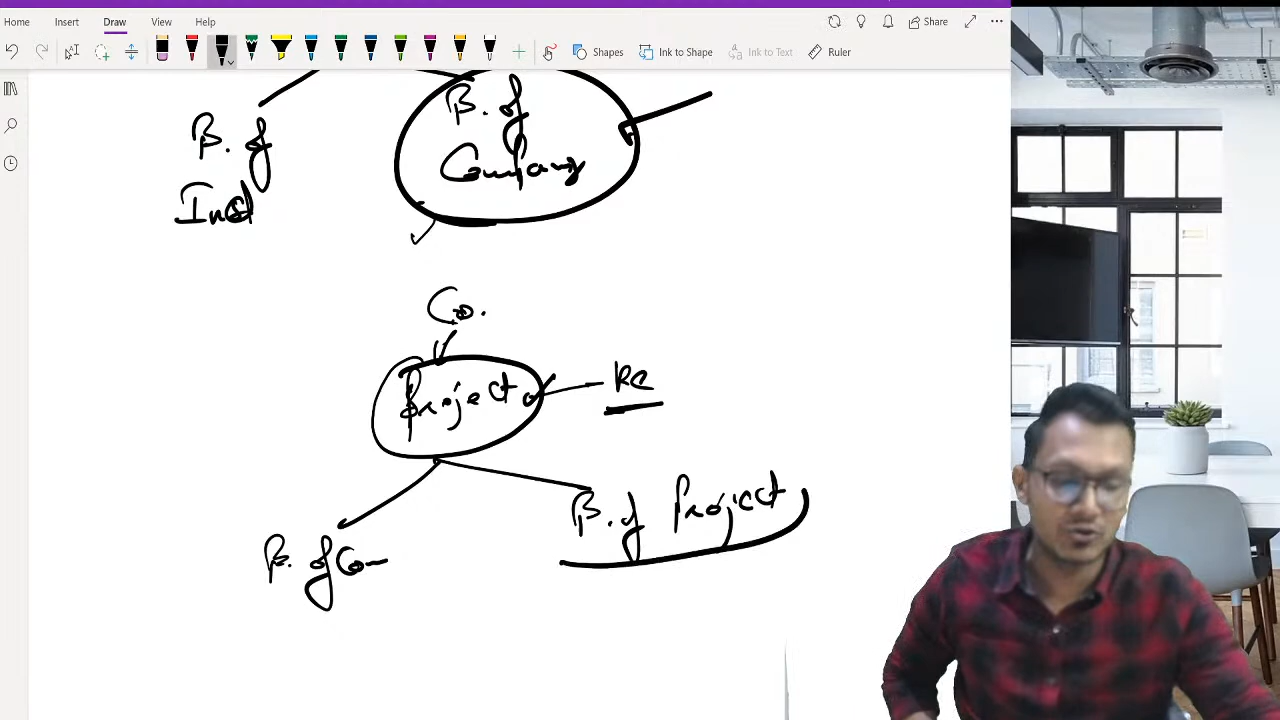 Home Insert Draw View Help Share
Shapes Ink to Shape Ink to Text Ruler
B. of
Company
B. of
Ind
Co.
Project
Ke
B. of Project
B. of Com